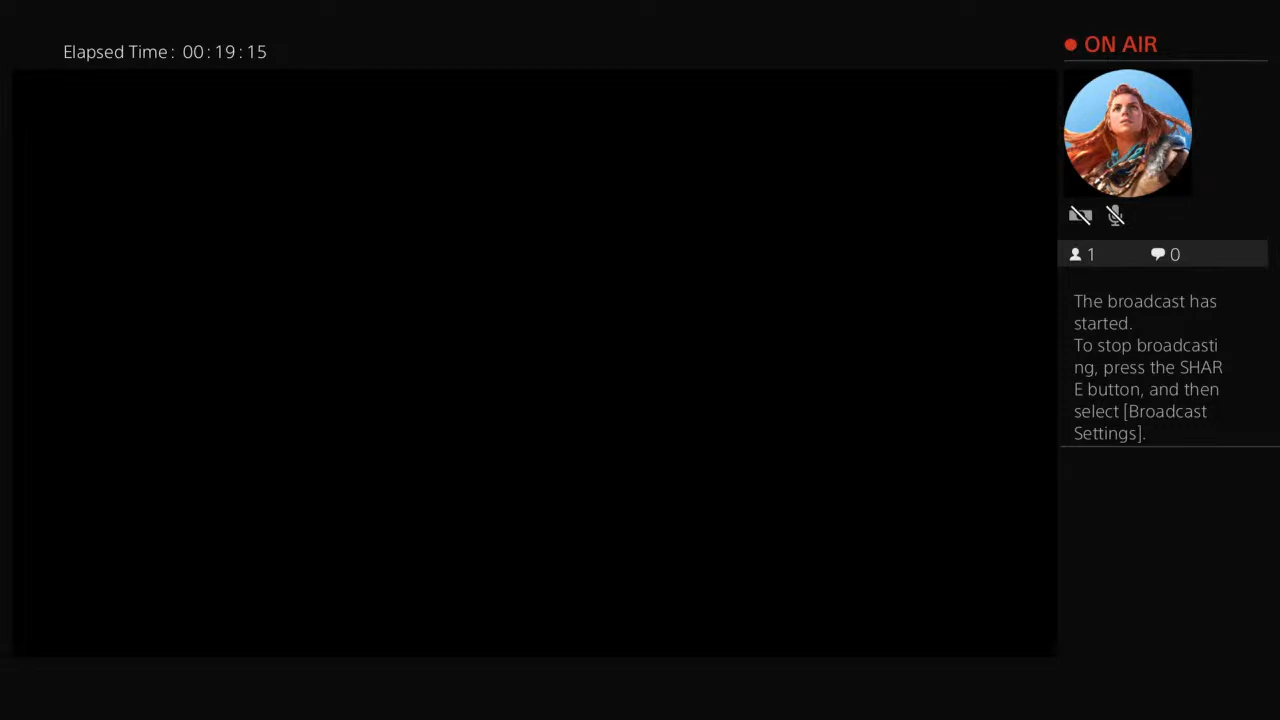 Elapsed Time: 00:19:15
ON AIR
1 0
The broadcast has
started.
To stop broadcasti
ng, press the SHAR
E button, and then
select [Broadcast
Settings].